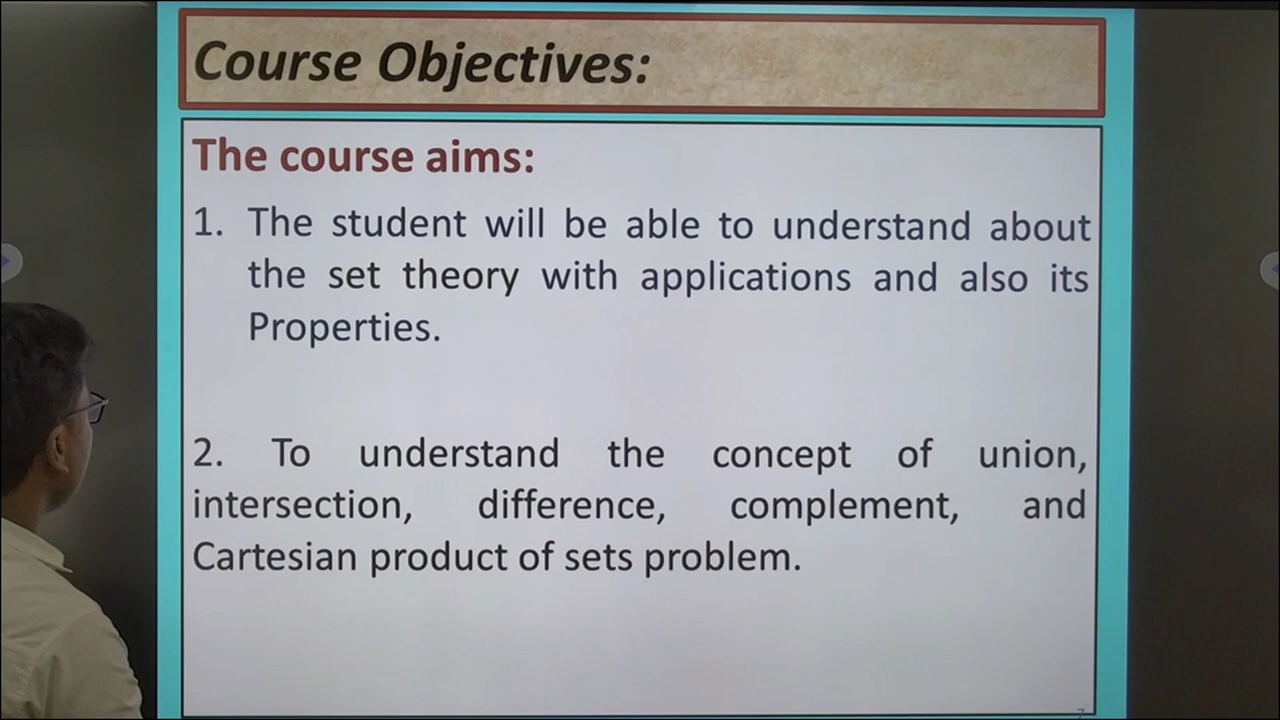 Course Objectives:
The course aims:
1. The student will be able to understand about
the set theory with applications and also its
Properties.
2. To understand the concept of union,
intersection, difference, complement, and
Cartesian product of sets problem.